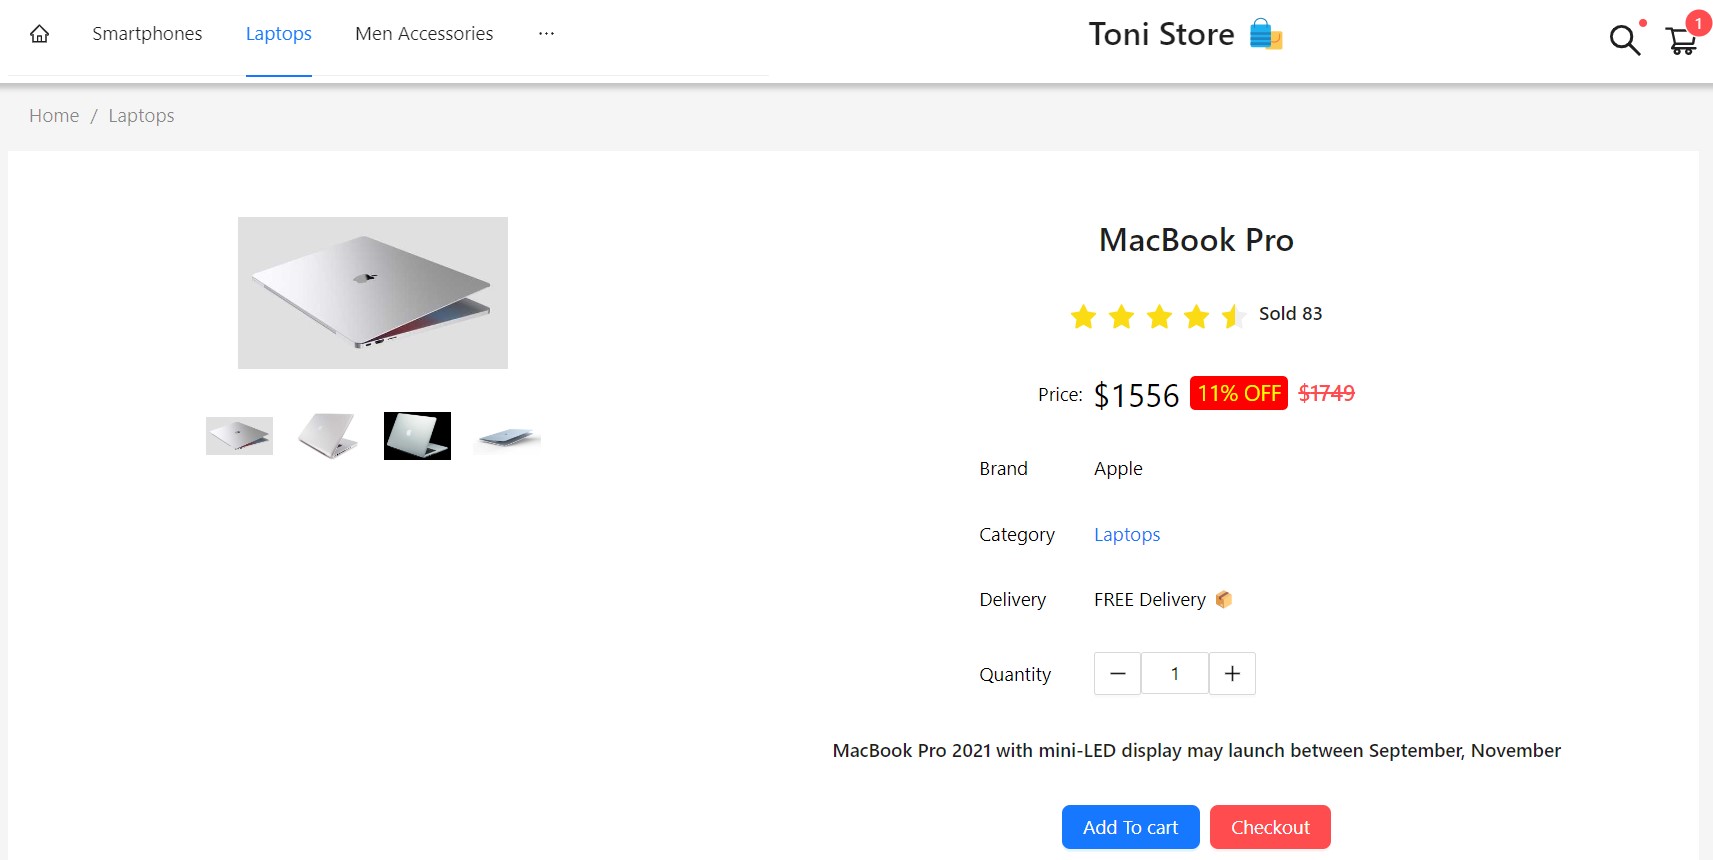 Smartphones Laptops Men Accessories ··· Toni Store 1
Home / Laptops
MacBook Pro
Sold 83
Price: $1556 11% OFF $1749
Brand Apple
Category Laptops
Delivery FREE Delivery
Quantity − 1 +
MacBook Pro 2021 with mini-LED display may launch between September, November
Add To cart Checkout